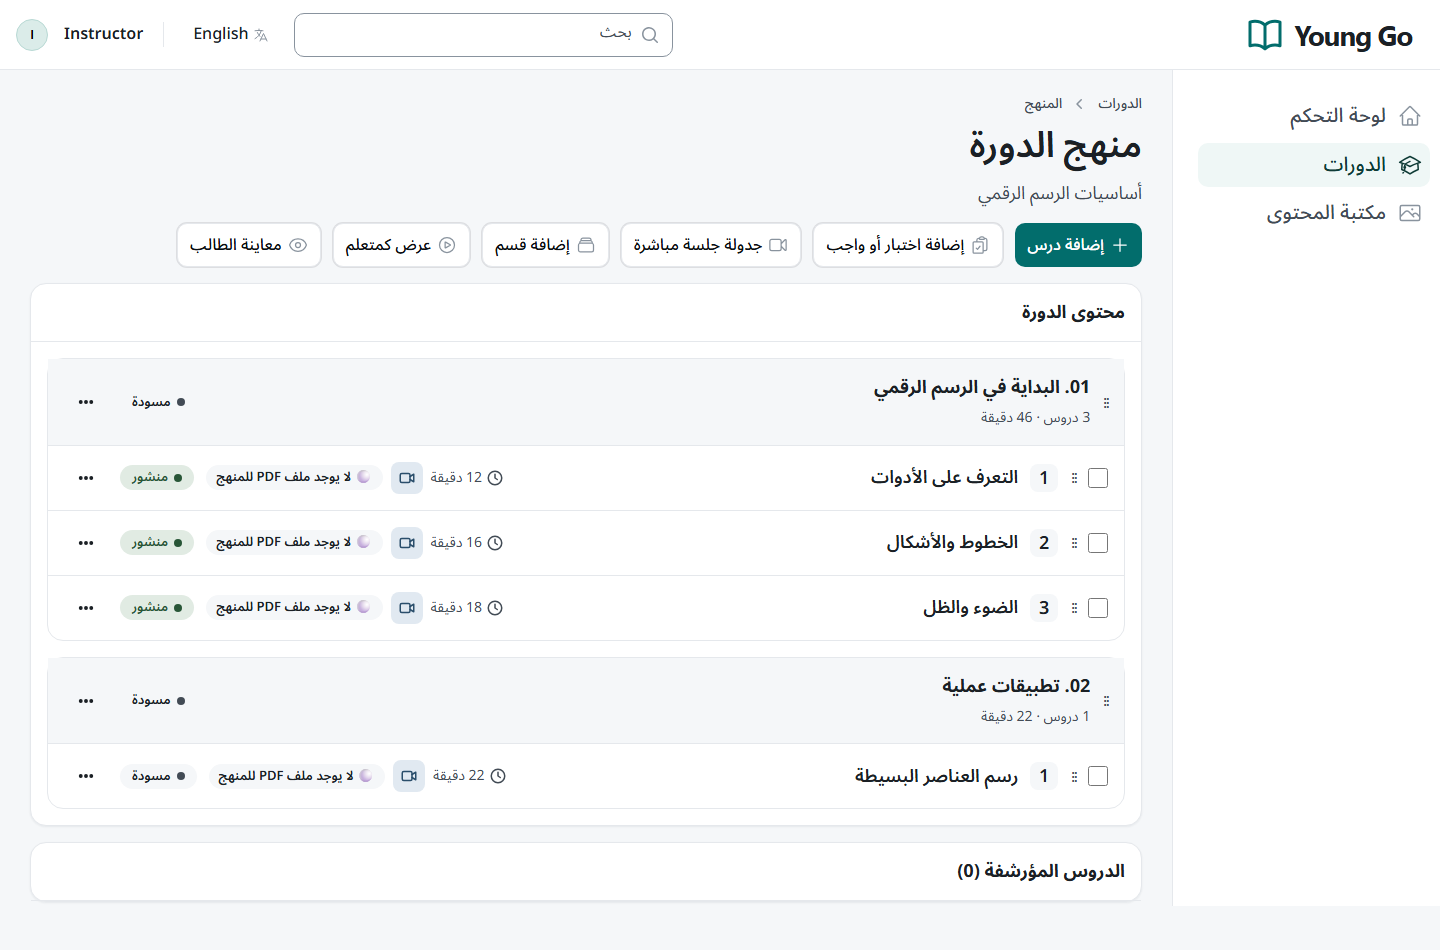 Young Go
بحث
English
Instructor
I
لوحة التحكم
الدورات
مكتبة المحتوى
الدورات
المنهج
منهج الدورة
أساسيات الرسم الرقمي
إضافة درس
إضافة اختبار أو واجب
جدولة جلسة مباشرة
إضافة قسم
عرض كمتعلم
معاينة الطالب
محتوى الدورة
01. البداية في الرسم الرقمي
3 دروس · 46 دقيقة
مسودة
1 التعرف على الأدوات 12 دقيقة لا يوجد ملف PDF للمنهج منشور
2 الخطوط والأشكال 16 دقيقة لا يوجد ملف PDF للمنهج منشور
3 الضوء والظل 18 دقيقة لا يوجد ملف PDF للمنهج منشور
02. تطبيقات عملية
1 دروس · 22 دقيقة
مسودة
1 رسم العناصر البسيطة 22 دقيقة لا يوجد ملف PDF للمنهج مسودة
الدروس المؤرشفة (0)